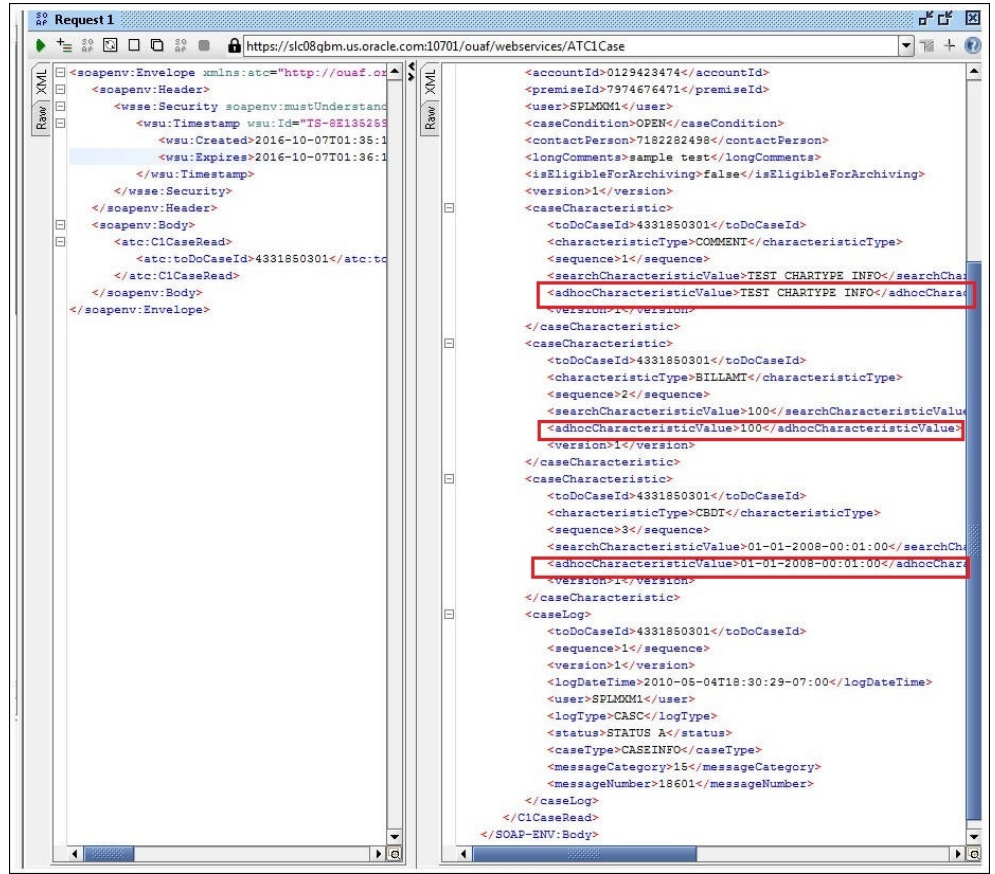 Request 1
https://slc08qbm.us.oracle.com:10701/ouaf/webservices/ATC1Case
XML
Raw
<soapenv:Envelope xmlns:atc="http://ouaf.or
<soapenv:Header>
<wsse:Security soapenv:mustUnderstand
<wsu:Timestamp wsu:Id="TS-8E135259
<wsu:Created>2016-10-07T01:35:1
<wsu:Expires>2016-10-07T01:36:1
</wsu:Timestamp>
</wsse:Security>
</soapenv:Header>
<soapenv:Body>
<atc:C1CaseRead>
<atc:toDoCaseId>4331850301</atc:to
</atc:C1CaseRead>
</soapenv:Body>
</soapenv:Envelope>
XML
Raw
<accountId>0129423474</accountId>
<premiseId>7974676471</premiseId>
<user>SPLMXM1</user>
<caseCondition>OPEN</caseCondition>
<contactPerson>7182282498</contactPerson>
<longComments>sample test</longComments>
<isEligibleForArchiving>false</isEligibleForArchiving>
<version>1</version>
<caseCharacteristic>
<toDoCaseId>4331850301</toDoCaseId>
<characteristicType>COMMENT</characteristicType>
<sequence>1</sequence>
<searchCharacteristicValue>TEST CHARTYPE INFO</searchChar
<adhocCharacteristicValue>TEST CHARTYPE INFO</adhocCharac
<version>1</version>
</caseCharacteristic>
<caseCharacteristic>
<toDoCaseId>4331850301</toDoCaseId>
<characteristicType>BILLAMT</characteristicType>
<sequence>2</sequence>
<searchCharacteristicValue>100</searchCharacteristicValue
<adhocCharacteristicValue>100</adhocCharacteristicValue>
<version>1</version>
</caseCharacteristic>
<caseCharacteristic>
<toDoCaseId>4331850301</toDoCaseId>
<characteristicType>CBDT</characteristicType>
<sequence>3</sequence>
<searchCharacteristicValue>01-01-2008-00:01:00</searchCha
<adhocCharacteristicValue>01-01-2008-00:01:00</adhocChara
<version>1</version>
</caseCharacteristic>
<caseLog>
<toDoCaseId>4331850301</toDoCaseId>
<sequence>1</sequence>
<version>1</version>
<logDateTime>2010-05-04T18:30:29-07:00</logDateTime>
<user>SPLMXM1</user>
<logType>CASC</logType>
<status>STATUS A</status>
<caseType>CASEINFO</caseType>
<messageCategory>15</messageCategory>
<messageNumber>18601</messageNumber>
</caseLog>
</C1CaseRead>
</SOAP-ENV:Body>